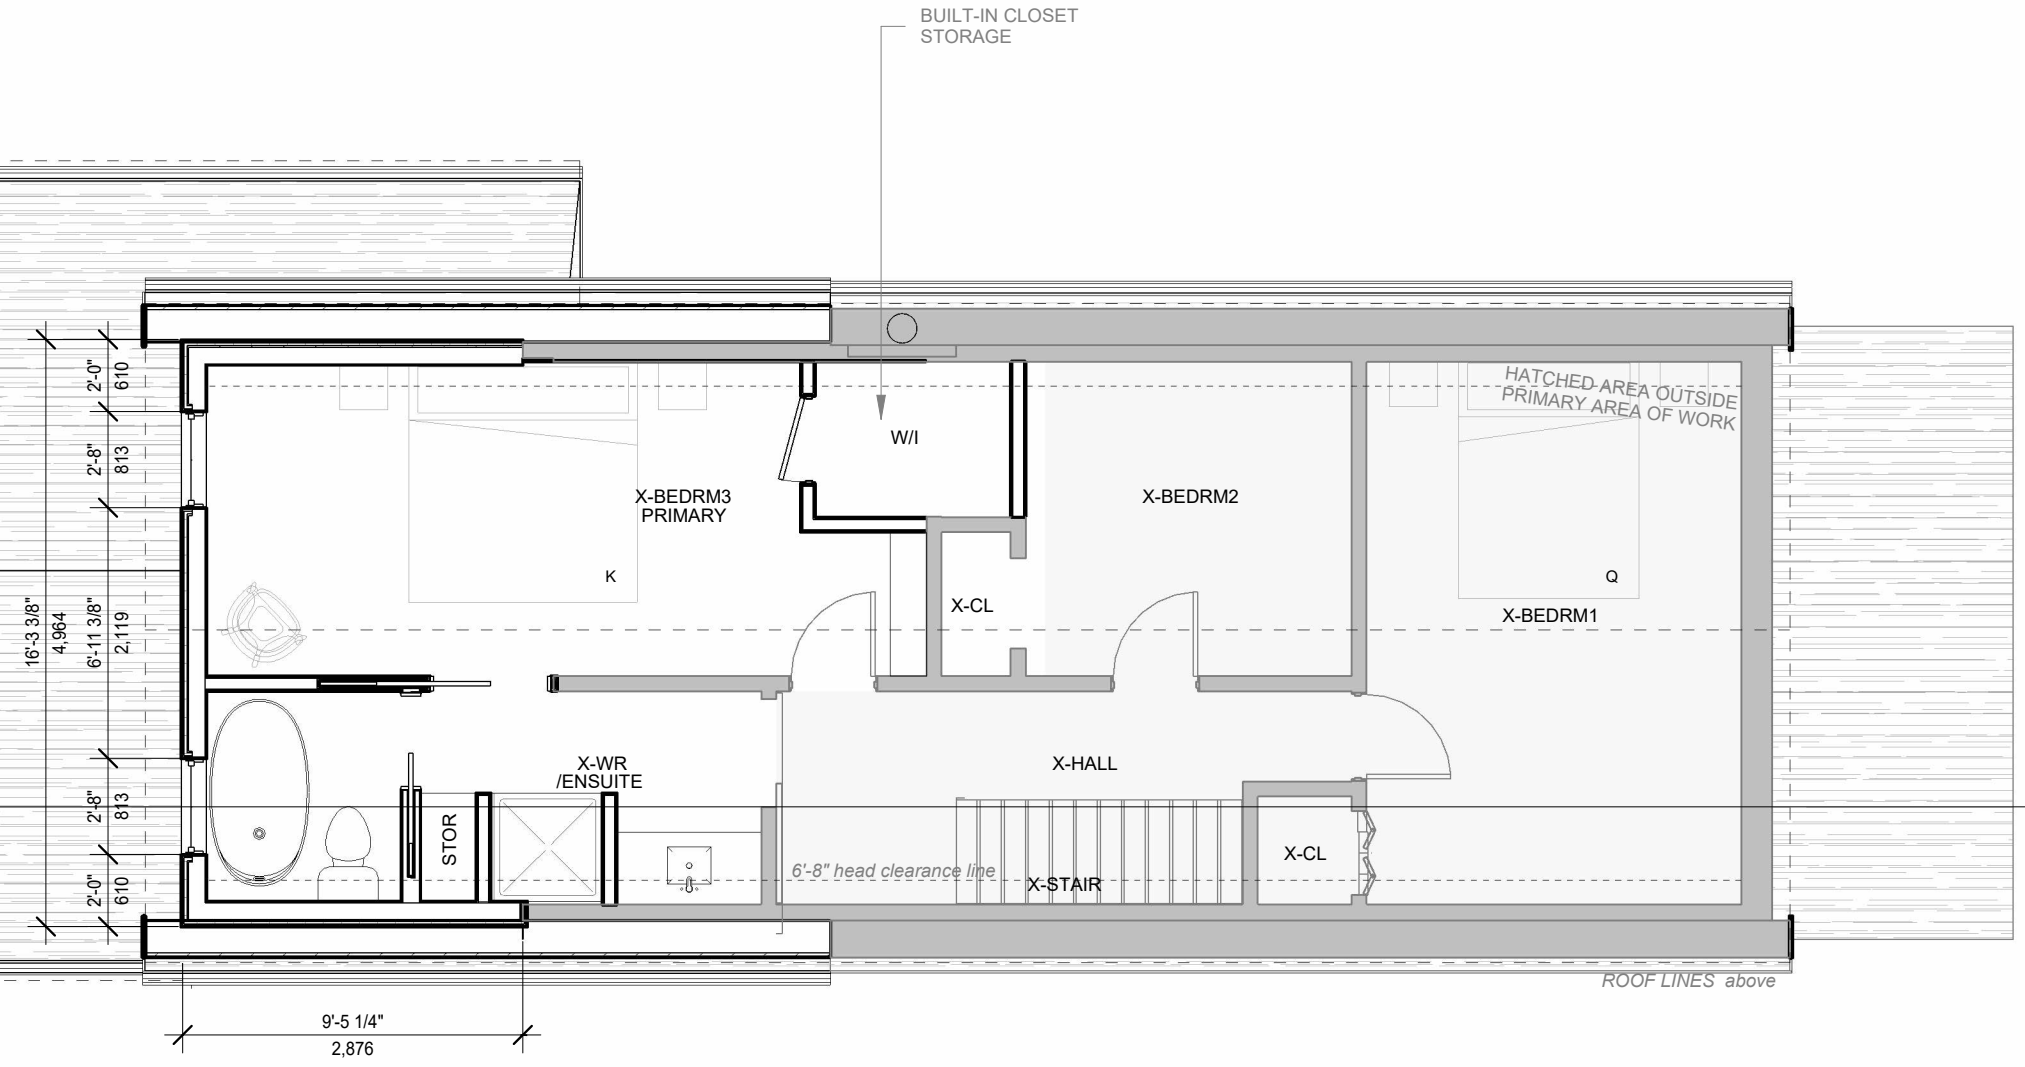 BUILT-IN CLOSET
STORAGE
HATCHED AREA OUTSIDE
PRIMARY AREA OF WORK
2'-0"
610
2'-8"
813
W/I
X-BEDRM3
PRIMARY
X-BEDRM2
K
Q
16'-3 3/8"
4,964
6'-11 3/8"
2,119
X-CL
X-BEDRM1
X-WR
/ENSUITE
X-HALL
2'-8"
813
STOR
X-CL
6'-8" head clearance line
X-STAIR
2'-0"
610
ROOF LINES above
9'-5 1/4"
2,876